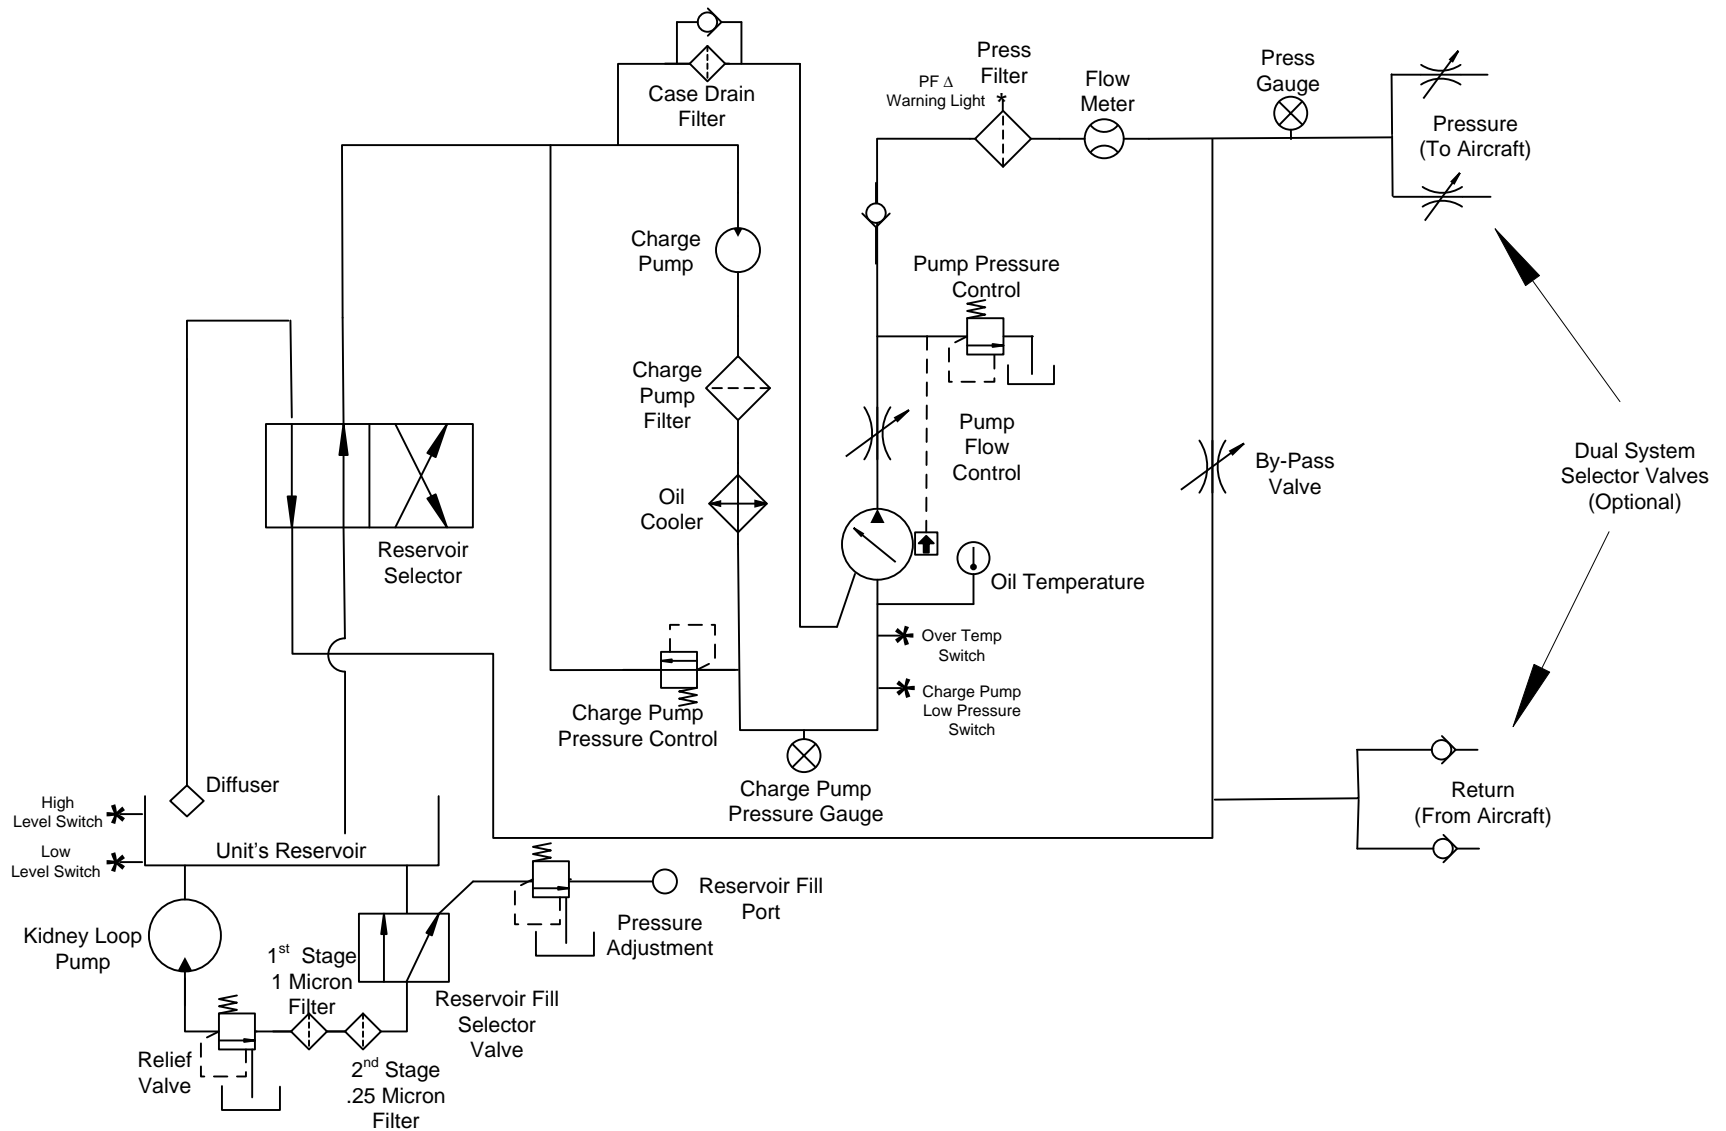 Case Drain
Filter
Press
Filter
PF Δ
Warning Light
*
Flow
Meter
Press
Gauge
Pressure
(To Aircraft)
Charge
Pump
Pump Pressure
Control
Charge
Pump
Filter
Pump
Flow
Control
By-Pass
Valve
Dual System
Selector Valves
(Optional)
Oil
Cooler
Reservoir
Selector
Oil Temperature
Over Temp
Switch
Charge Pump
Low Pressure
Switch
Charge Pump
Pressure Control
Charge Pump
Pressure Gauge
Diffuser
High
Level Switch
Low
Level Switch
Unit's Reservoir
Return
(From Aircraft)
Reservoir Fill
Port
Pressure
Adjustment
Kidney Loop
Pump
1st Stage
1 Micron
Filter
Reservoir Fill
Selector
Valve
Relief
Valve
2nd Stage
.25 Micron
Filter